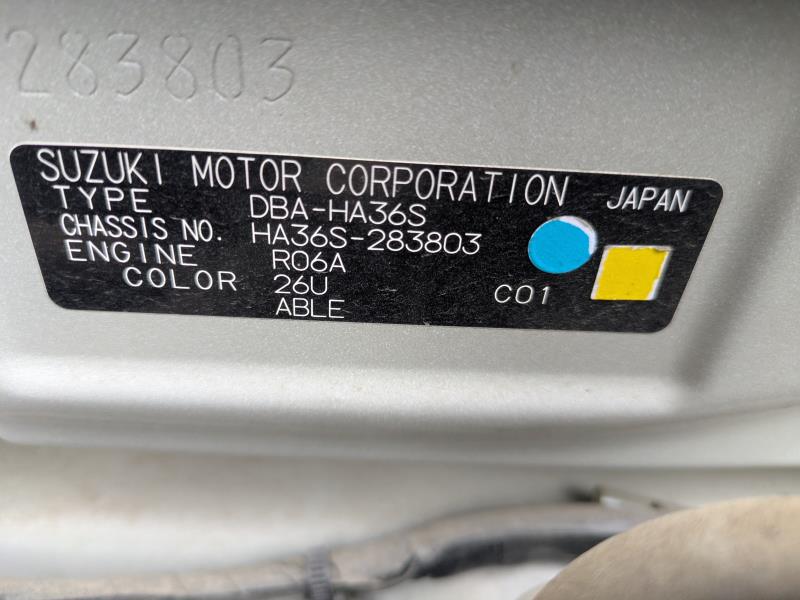 283803
SUZUKI MOTOR CORPORATION JAPAN
TYPE DBA-HA36S
CHASSIS NO. HA36S-283803
ENGINE R06A
COLOR 26U C01
ABLE